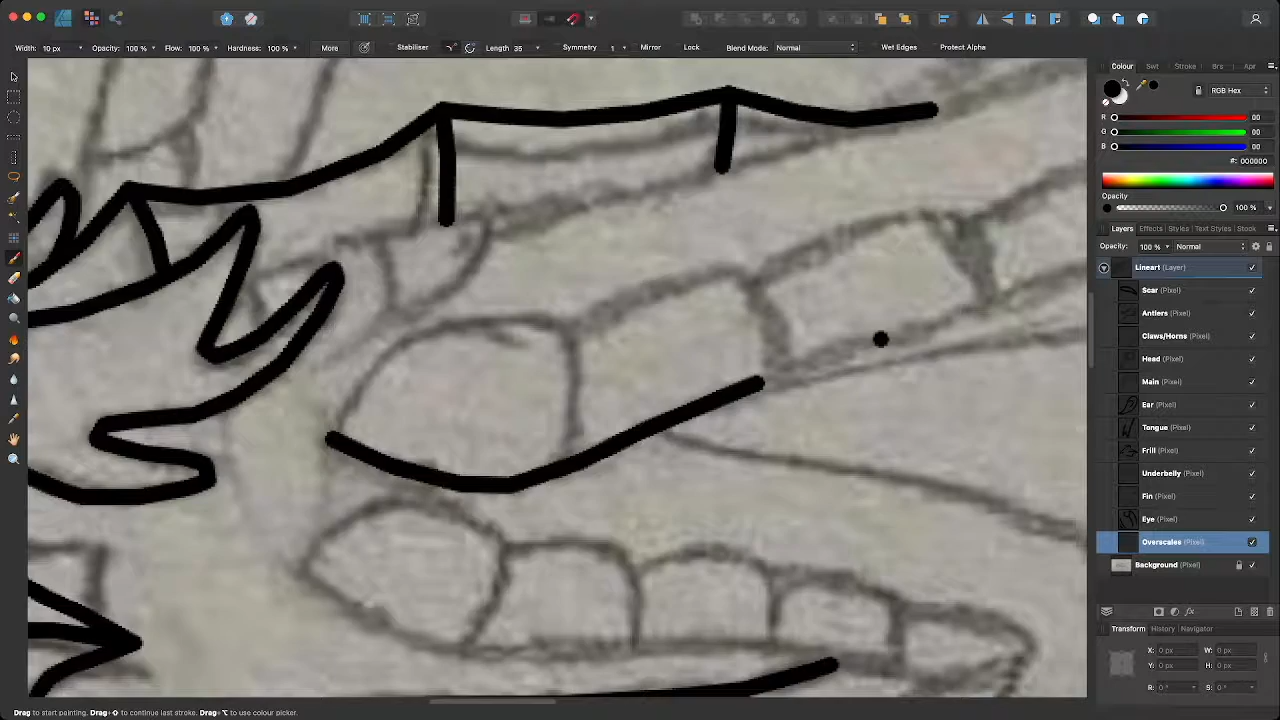 Width: 10 px Opacity: 100 % Flow: 100 % Hardness: 100 % More Stabiliser Length 35 Symmetry 1 Mirror Lock Blend Mode: Normal Wet Edges Protect Alpha
Colour Swt Stroke Brs Apr
RGB Hex
R 00
G 00
B 00
#: 000000
Opacity
100 %
Layers Effects Styles Text Styles Stock
Opacity: 100 % Normal
Lineart (Layer)
Scar (Pixel)
Antlers (Pixel)
Claws/Horns (Pixel)
Head (Pixel)
Main (Pixel)
Ear (Pixel)
Tongue (Pixel)
Frill (Pixel)
Underbelly (Pixel)
Fin (Pixel)
Eye (Pixel)
Overscales (Pixel)
Background (Pixel)
fx
Transform History Navigator
X: 0 px W: 0 px
Y: 0 px H: 0 px
R: 0 ° S: 0 °
Drag to start painting. Drag+⇧ to continue last stroke. Drag+⌥ to use colour picker.